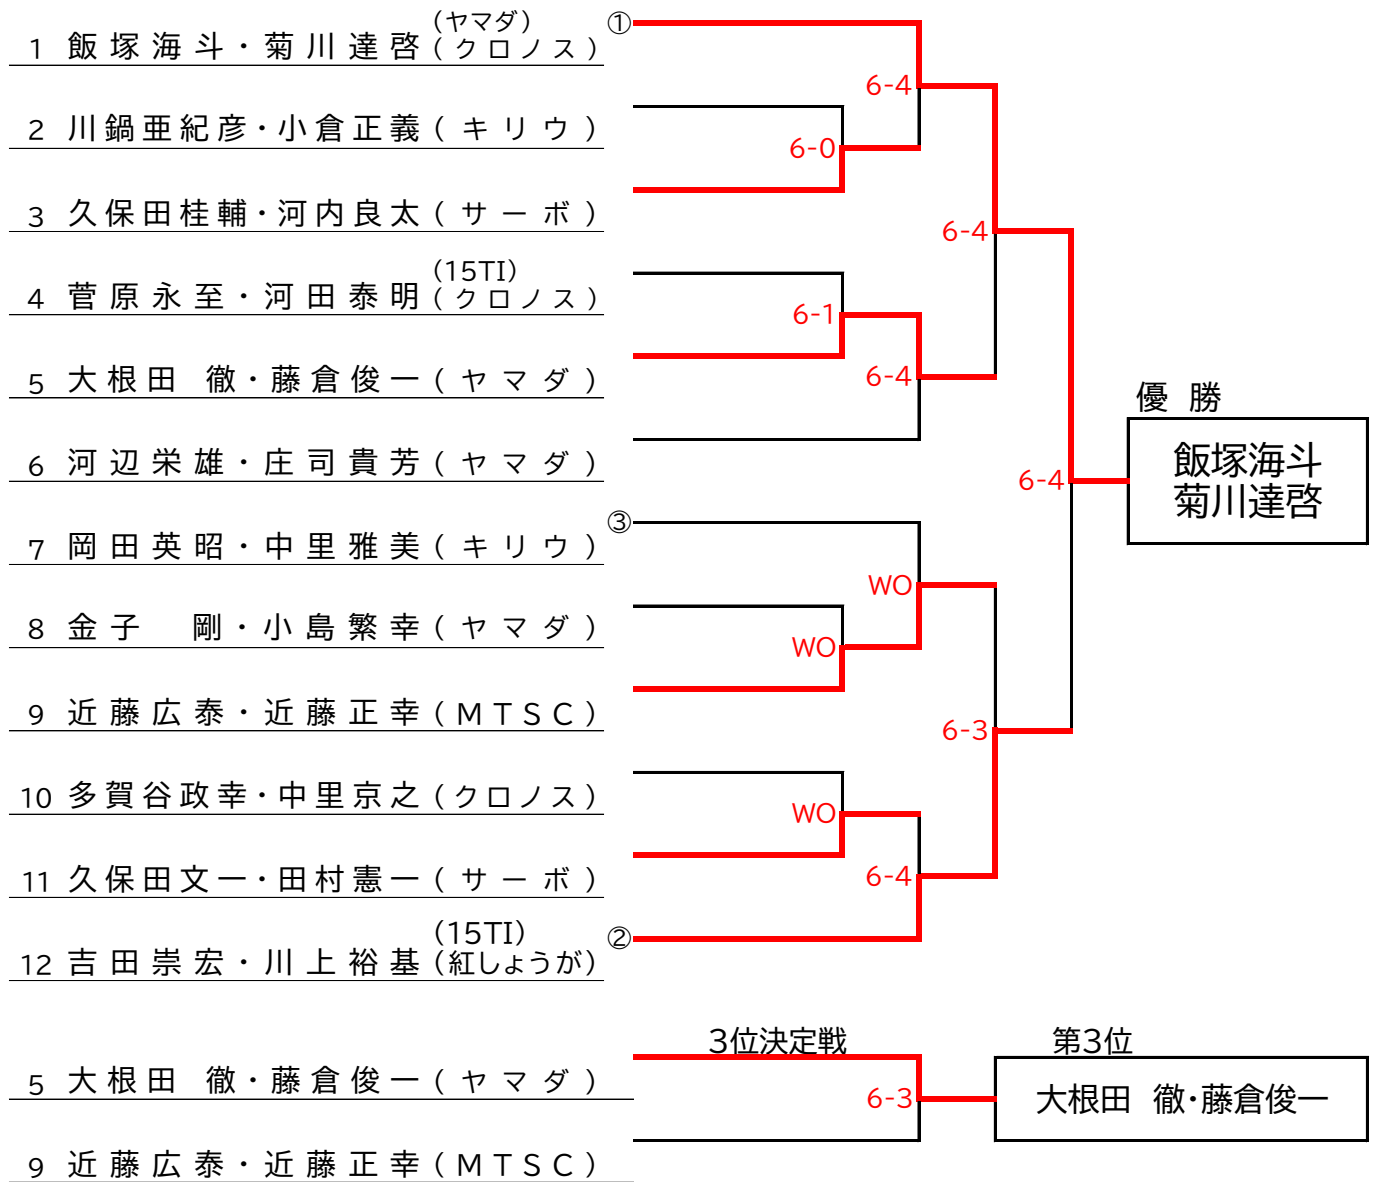 1 飯塚海斗・菊川達啓 (ヤマダ) (クロノス) ①
6-4
2 川鍋亜紀彦・小倉正義 (キリウ)
6-0
3 久保田桂輔・河内良太 (サーボ)
6-4
4 菅原永至・河田泰明 (15TI) (クロノス)
6-1
5 大根田 徹・藤倉俊一 (ヤマダ)
6-4
優 勝
6 河辺栄雄・庄司貴芳 (ヤマダ)
飯塚海斗
菊川達啓
6-4
7 岡田英昭・中里雅美 (キリウ) ③
WO
8 金子 剛・小島繁幸 (ヤマダ)
WO
9 近藤広泰・近藤正幸 (MTSC)
6-3
10 多賀谷政幸・中里京之 (クロノス)
WO
11 久保田文一・田村憲一 (サーボ)
6-4
12 吉田崇宏・川上裕基 (15TI) (紅しょうが) ②
3位決定戦
第3位
5 大根田 徹・藤倉俊一 (ヤマダ)
6-3
大根田 徹・藤倉俊一
9 近藤広泰・近藤正幸 (MTSC)